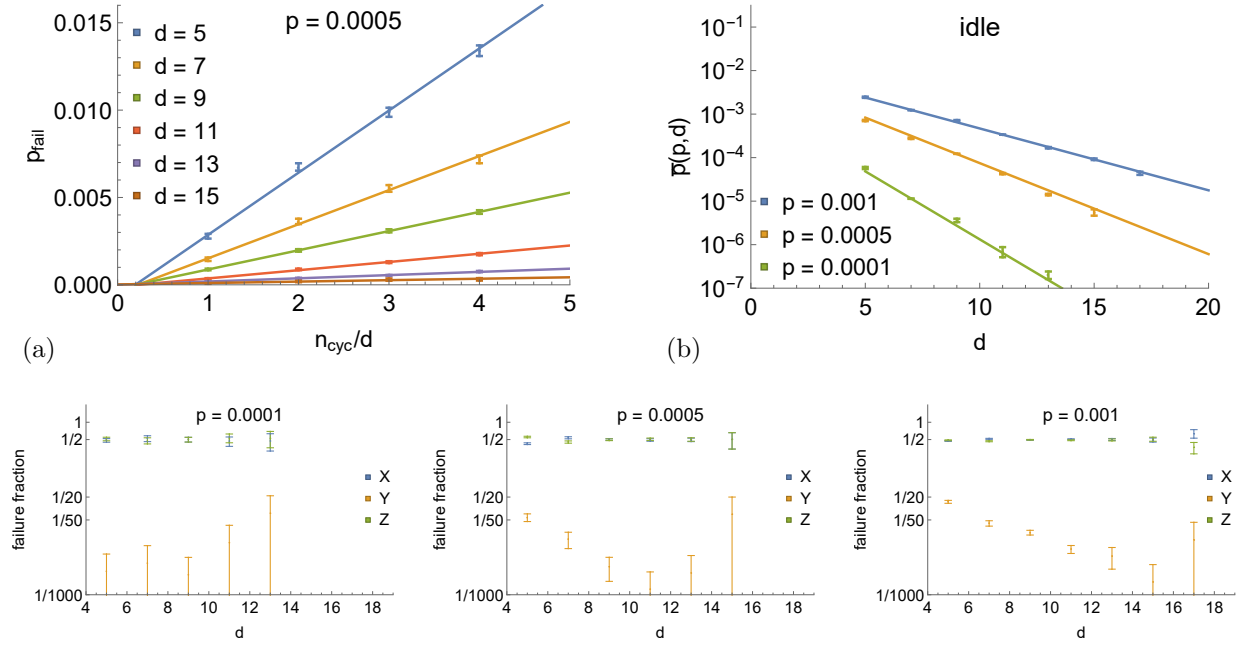 p = 0.0005
0.015
0.010
0.005
0.000
p_fail
d = 5
d = 7
d = 9
d = 11
d = 13
d = 15
0 1 2 3 4 5
n_cyc/d
(a)
idle
10^0
10^-1
10^-2
10^-3
10^-4
10^-5
10^-6
10^-7
p̅(p,d)
p = 0.001
p = 0.0005
p = 0.0001
0 5 10 15 20
d
(b)
p = 0.0001
1
1/2
1/20
1/50
1/1000
failure fraction
X
Y
Z
4 6 8 10 12 14 16 18
d
p = 0.0005
1
1/2
1/20
1/50
1/1000
failure fraction
X
Y
Z
4 6 8 10 12 14 16 18
d
p = 0.001
1
1/2
1/20
1/50
1/1000
failure fraction
X
Y
Z
4 6 8 10 12 14 16 18
d